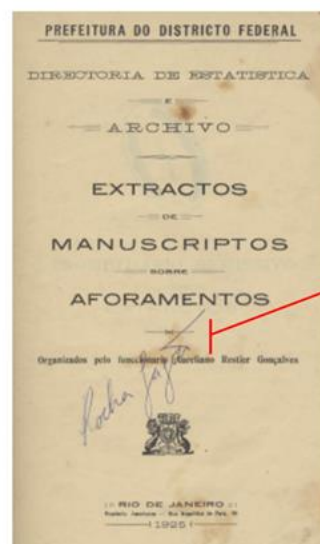 PREFEITURA DO DISTRICTO FEDERAL
DIRECTORIA DE ESTATISTICA
E
ARCHIVO
EXTRACTOS
DE
MANUSCRIPTOS
SOBRE
AFORAMENTOS
Organizados pelo funccionario Aureliano Restier Gonçalves
Rocha
RIO DE JANEIRO
1925